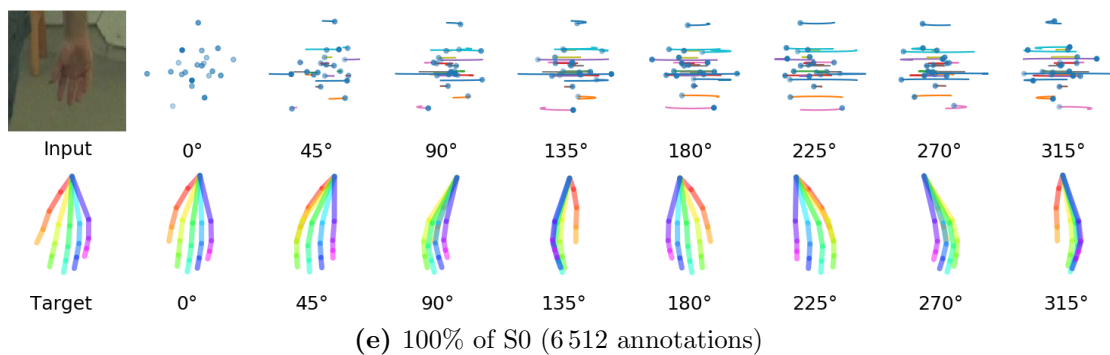 Input 0° 45° 90° 135° 180° 225° 270° 315°
Target 0° 45° 90° 135° 180° 225° 270° 315°
(e) 100% of S0 (6 512 annotations)